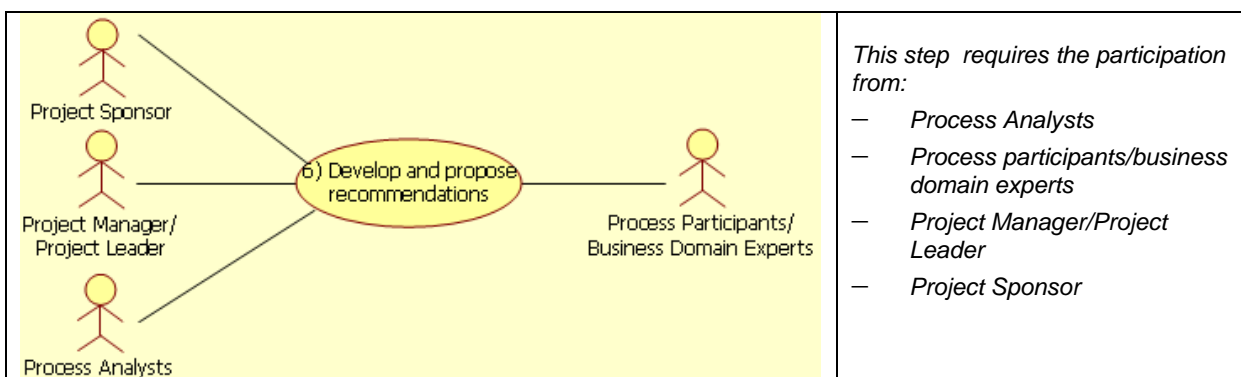 Project Sponsor
6) Develop and propose
recommendations
Project Manager/
Project Leader
Process Participants/
Business Domain Experts
Process Analysts
This step requires the participation
from:
— Process Analysts
— Process participants/business
domain experts
— Project Manager/Project
Leader
— Project Sponsor